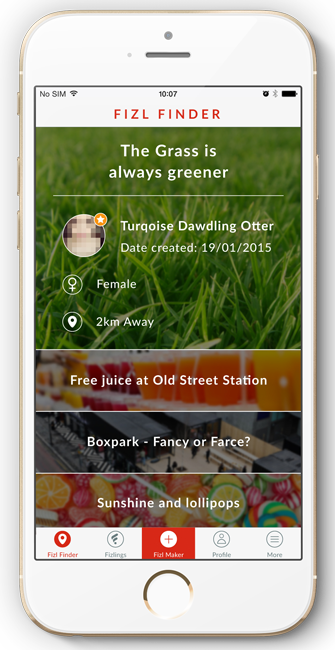 No SIM 10:07
FIZL FINDER
The Grass is
always greener
Turqoise Dawdling Otter
Date created: 19/01/2015
Female
2km Away
Free juice at Old Street Station
Boxpark - Fancy or Farce?
Sunshine and lollipops
Fizl Finder Fizlings Fizl Maker Profile More